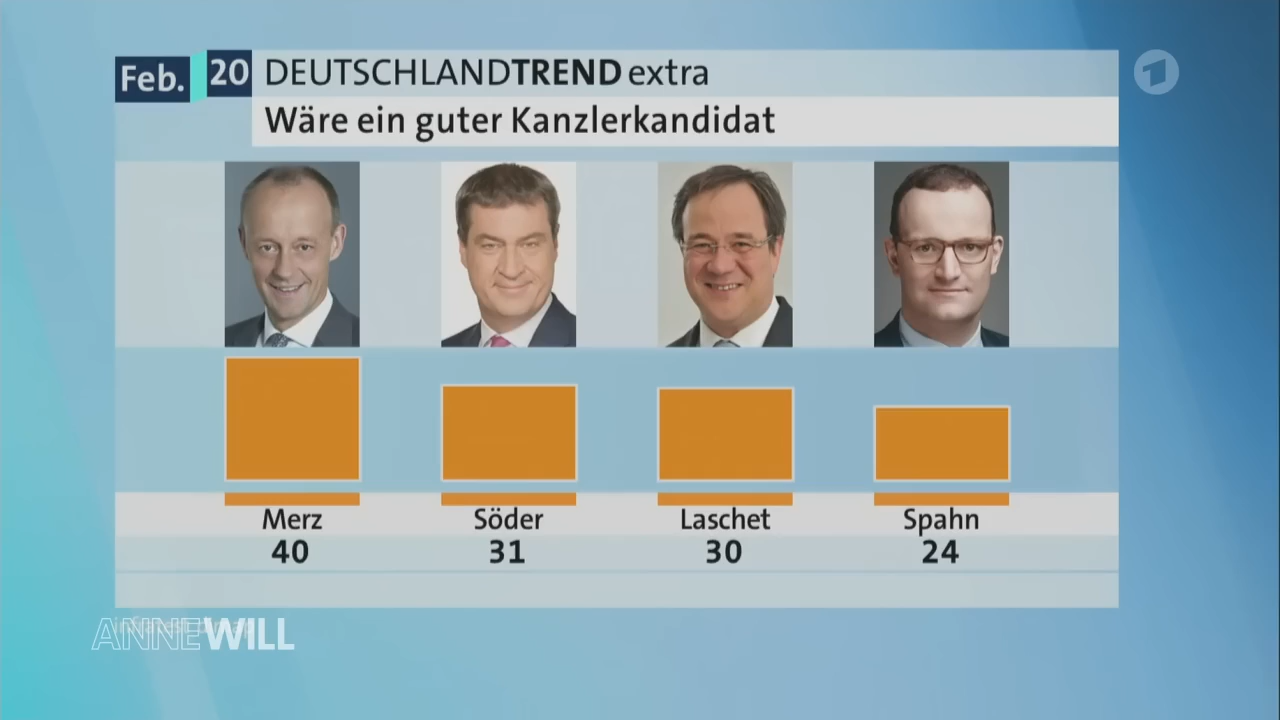 Feb. 20 DEUTSCHLANDTREND extra
Wäre ein guter Kanzlerkandidat
Merz Söder Laschet Spahn
40 31 30 24
ANNE WILL